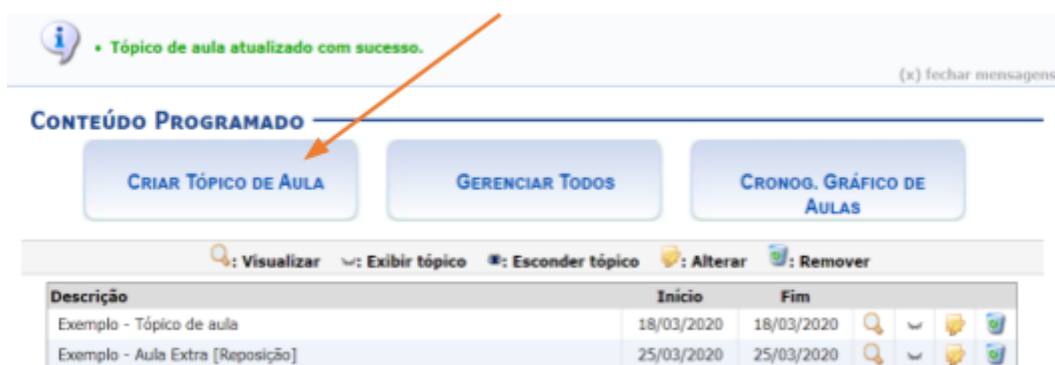 • Tópico de aula atualizado com sucesso.
(x) fechar mensagens
CONTEÚDO PROGRAMADO
CRIAR TÓPICO DE AULA
GERENCIAR TODOS
CRONOG. GRÁFICO DE
AULAS
: Visualizar : Exibir tópico : Esconder tópico : Alterar : Remover
Descrição Início Fim
Exemplo - Tópico de aula 18/03/2020 18/03/2020
Exemplo - Aula Extra [Reposição] 25/03/2020 25/03/2020